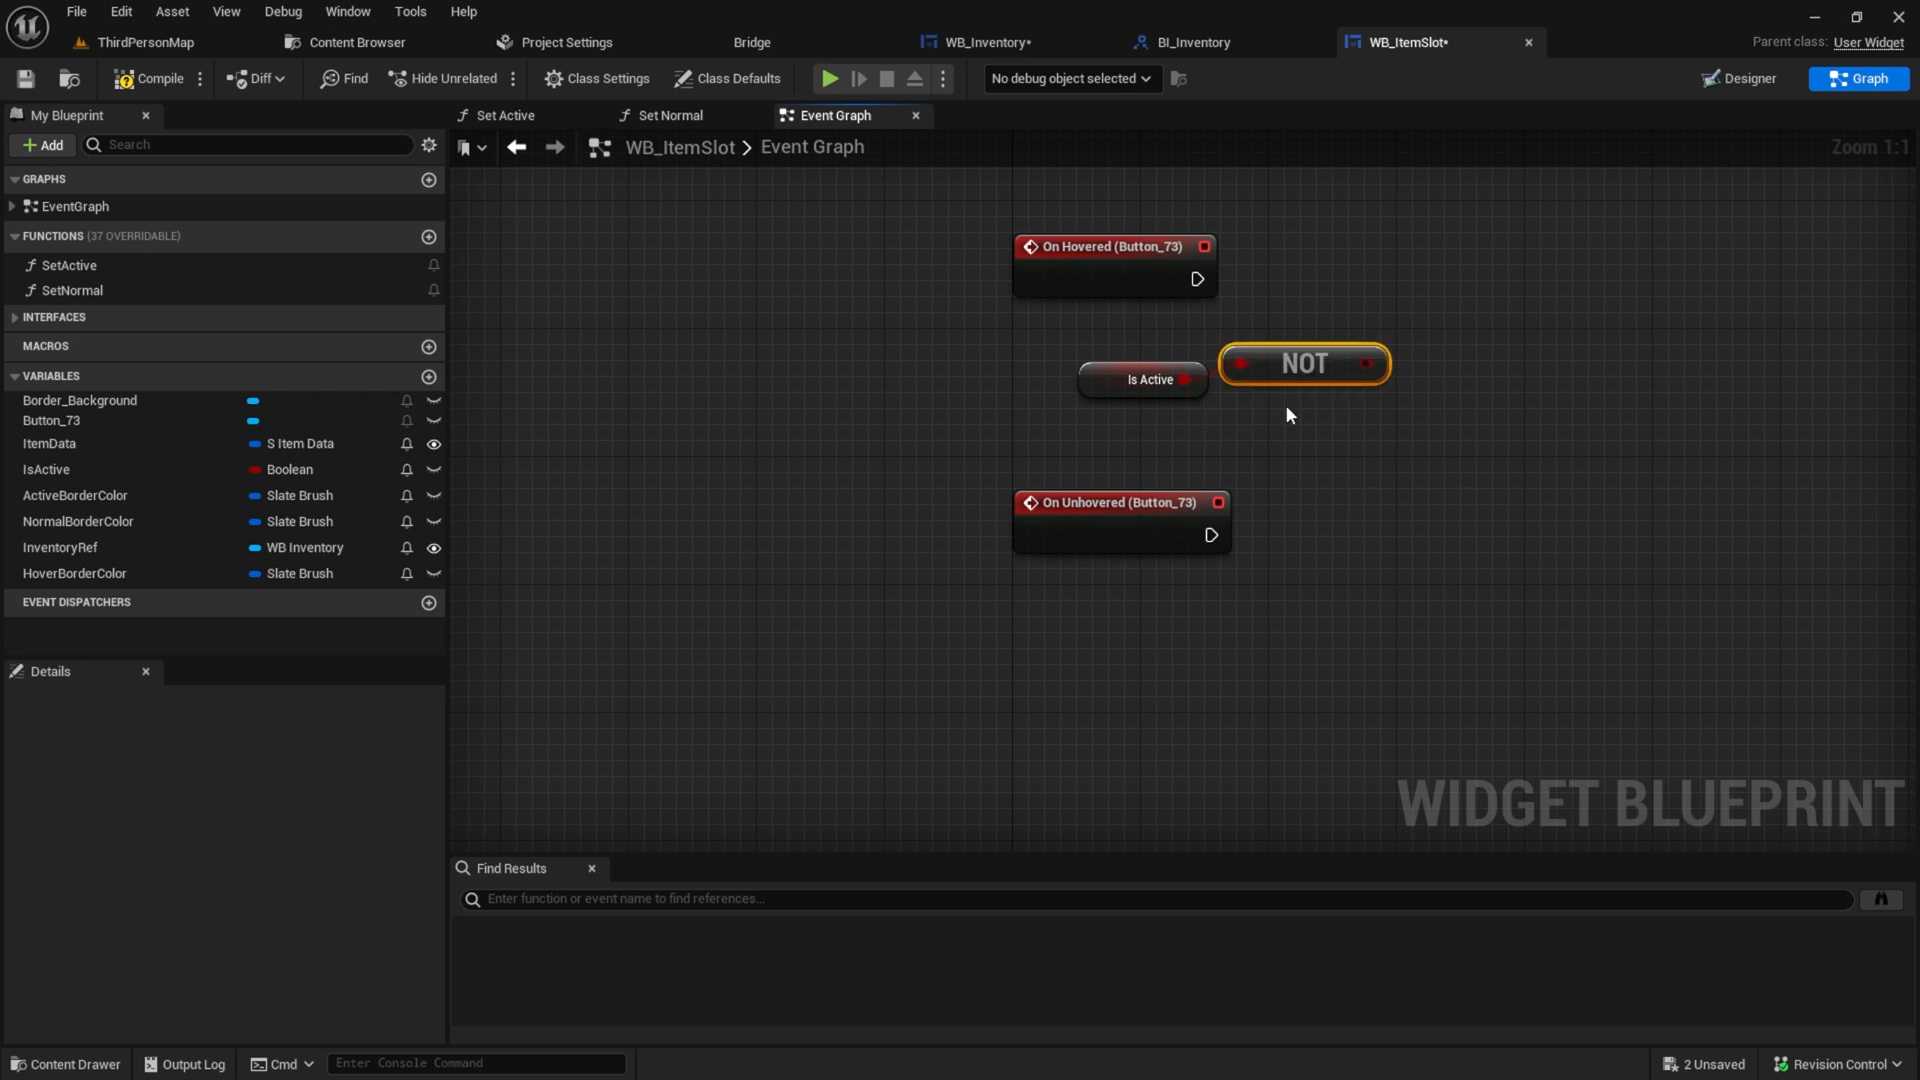 File Edit Asset View Debug Window Tools Help
ThirdPersonMap Content Browser Project Settings Bridge WB_Inventory* BI_Inventory WB_ItemSlot* Parent class: User Widget
Compile Diff Find Hide Unrelated Class Settings Class Defaults No debug object selected Designer Graph
My Blueprint Set Active Set Normal Event Graph
Add Search WB_ItemSlot > Event Graph Zoom 1:1
GRAPHS
EventGraph
FUNCTIONS (37 OVERRIDABLE)
SetActive
SetNormal
INTERFACES
MACROS
VARIABLES
Border_Background
Button_73
ItemData S Item Data
IsActive Boolean
ActiveBorderColor Slate Brush
NormalBorderColor Slate Brush
InventoryRef WB Inventory
HoverBorderColor Slate Brush
EVENT DISPATCHERS
Details
On Hovered (Button_73)
Is Active NOT
On Unhovered (Button_73)
WIDGET BLUEPRINT
Find Results
Enter function or event name to find references...
Content Drawer Output Log Cmd Enter Console Command 2 Unsaved Revision Control